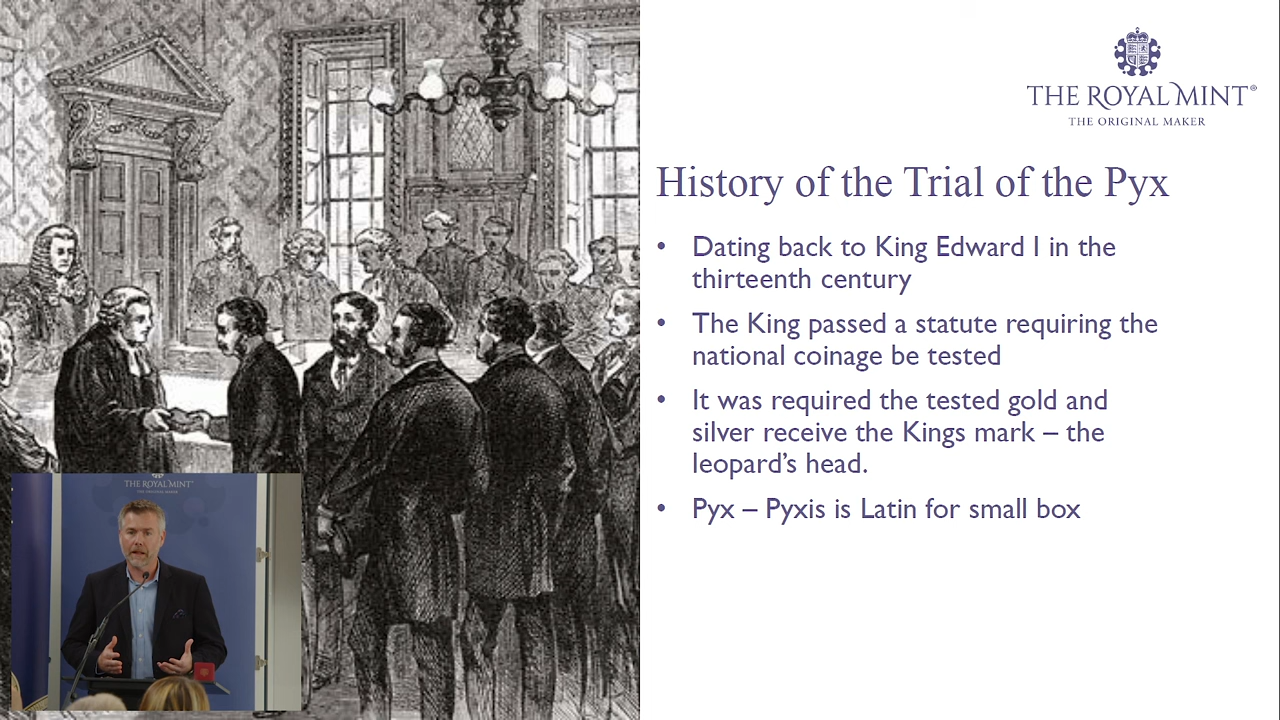 THE ROYAL MINT®
THE ORIGINAL MAKER
History of the Trial of the Pyx
• Dating back to King Edward I in the
thirteenth century
• The King passed a statute requiring the
national coinage be tested
• It was required the tested gold and
silver receive the Kings mark – the
leopard's head.
• Pyx – Pyxis is Latin for small box
THE ROYAL MINT®
THE ORIGINAL MAKER